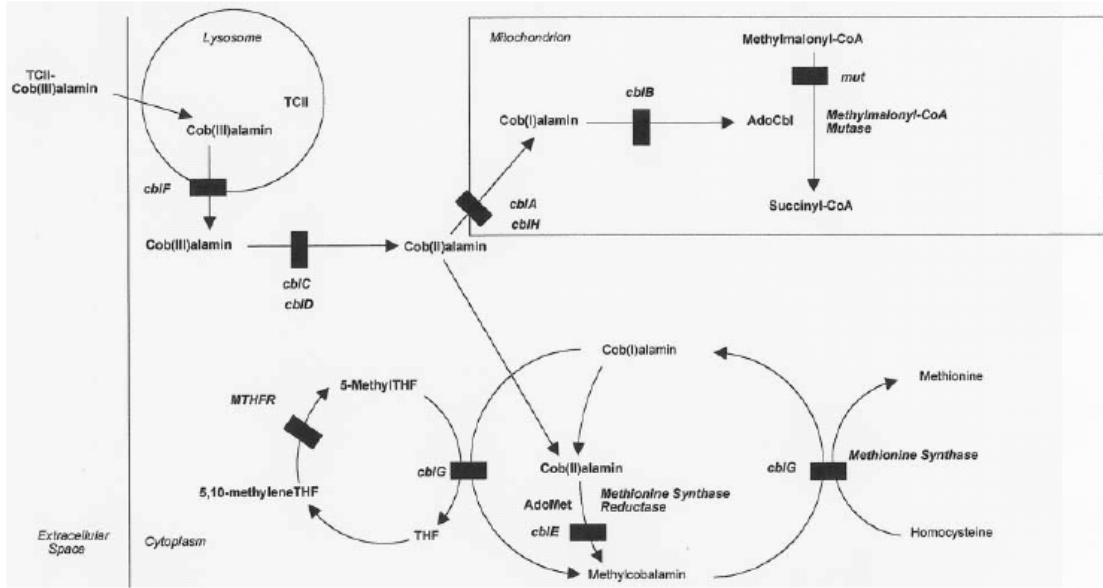 Lysosome
Mitochondrion
Methylmalonyl-CoA
TCII-
Cob(III)alamin
TCII
mut
cblB
Cob(III)alamin
Cob(I)alamin
AdoCbl
Methylmalonyl-CoA
Mutase
cblF
cblA
cblH
Succinyl-CoA
Cob(III)alamin
Cob(II)alamin
cblC
cblD
Cob(I)alamin
Methionine
MTHFR
5-MethylTHF
cblG
Cob(II)alamin
cblG
Methionine Synthase
5,10-methyleneTHF
AdoMet
Methionine Synthase
Reductase
cblE
THF
Homocysteine
Extracellular
Space
Cytoplasm
Methylcobalamin